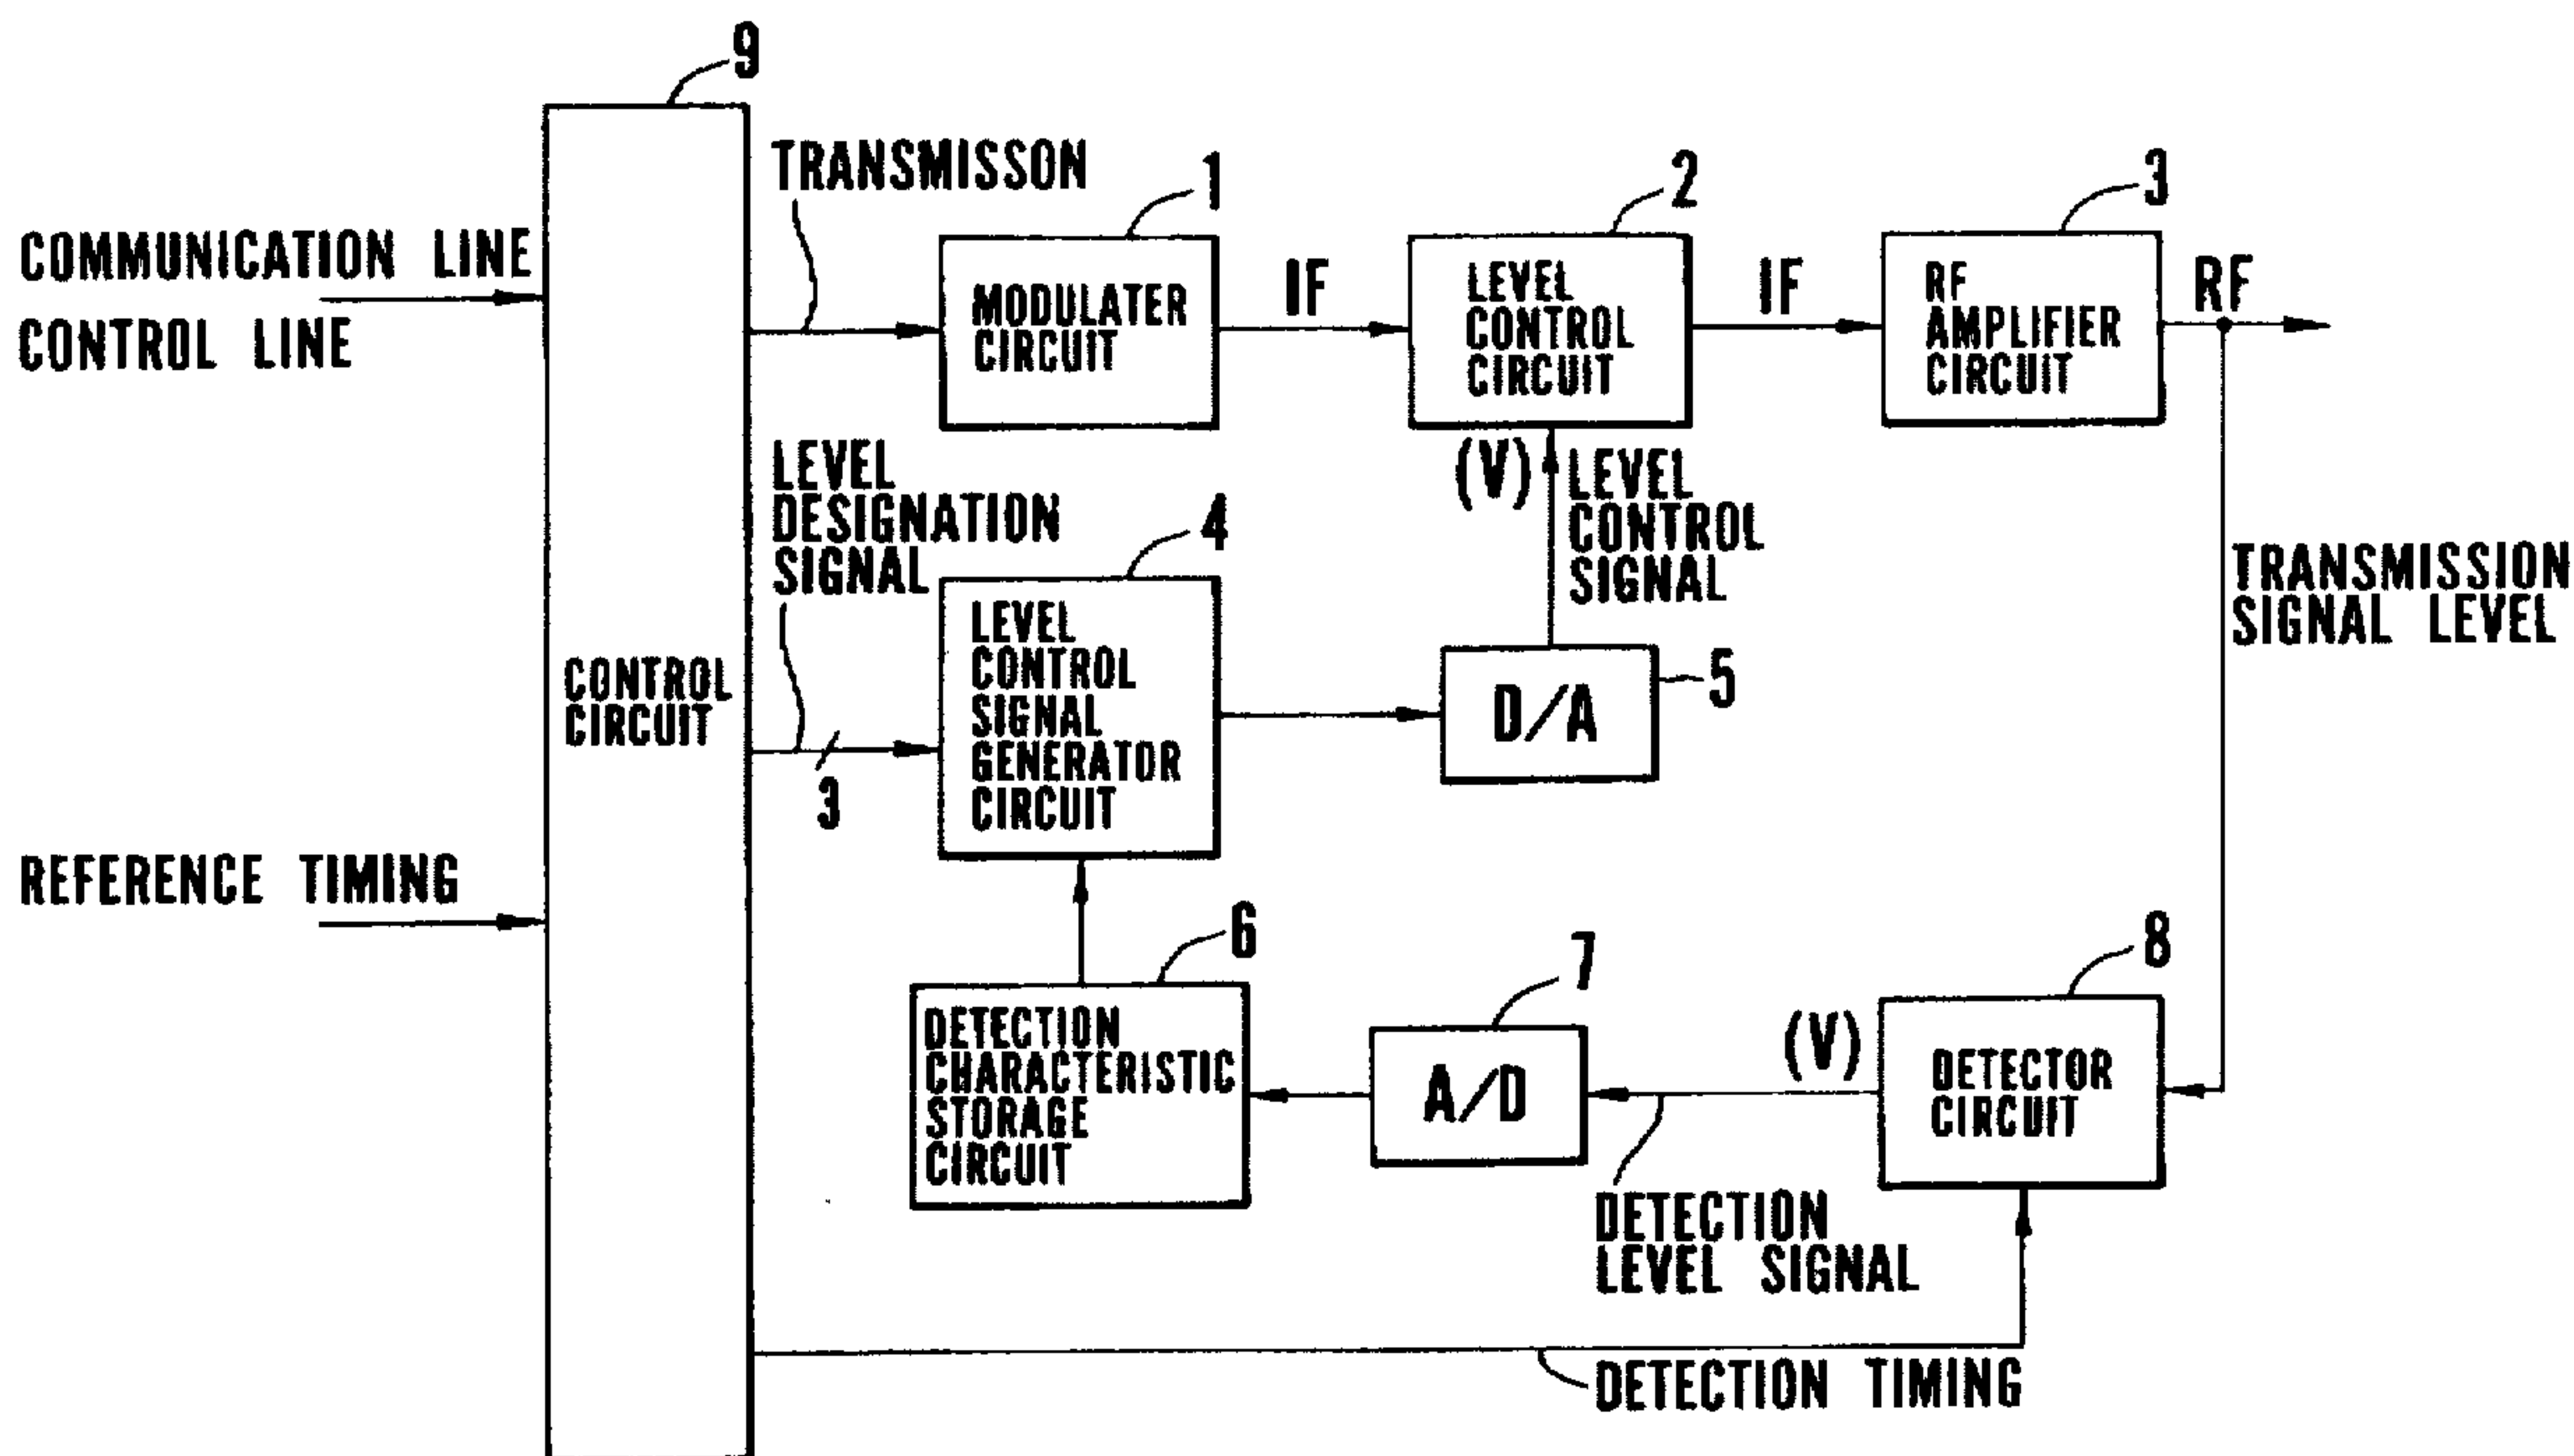 9
TRANSMISSON
1
2
3
COMMUNICATION LINE
CONTROL LINE
MODULATER
CIRCUIT
IF
LEVEL
CONTROL
CIRCUIT
IF
RF
AMPLIFIER
CIRCUIT
RF
LEVEL
DESIGNATION
SIGNAL
3
4
(V)
LEVEL
CONTROL
SIGNAL
TRANSMISSION
SIGNAL LEVEL
CONTROL
CIRCUIT
LEVEL
CONTROL
SIGNAL
GENERATOR
CIRCUIT
D/A
5
REFERENCE TIMING
6
7
8
DETECTION
CHARACTERISTIC
STORAGE
CIRCUIT
A/D
(V)
DETECTOR
CIRCUIT
DETECTION
LEVEL SIGNAL
DETECTION TIMING